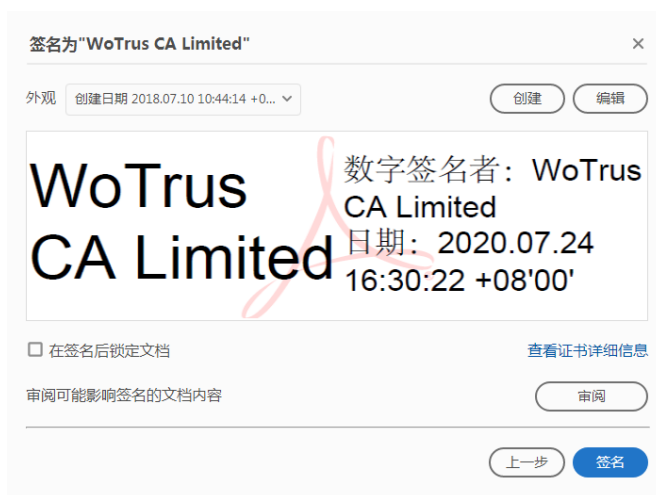 签名为"WoTrus CA Limited"
外观 创建日期 2018.07.10 10:44:14 +0... 创建 编辑
WoTrus
CA Limited
数字签名者：WoTrus
CA Limited
日期：2020.07.24
16:30:22 +08'00'
在签名后锁定文档 查看证书详细信息
审阅可能影响签名的文档内容 审阅
上一步 签名